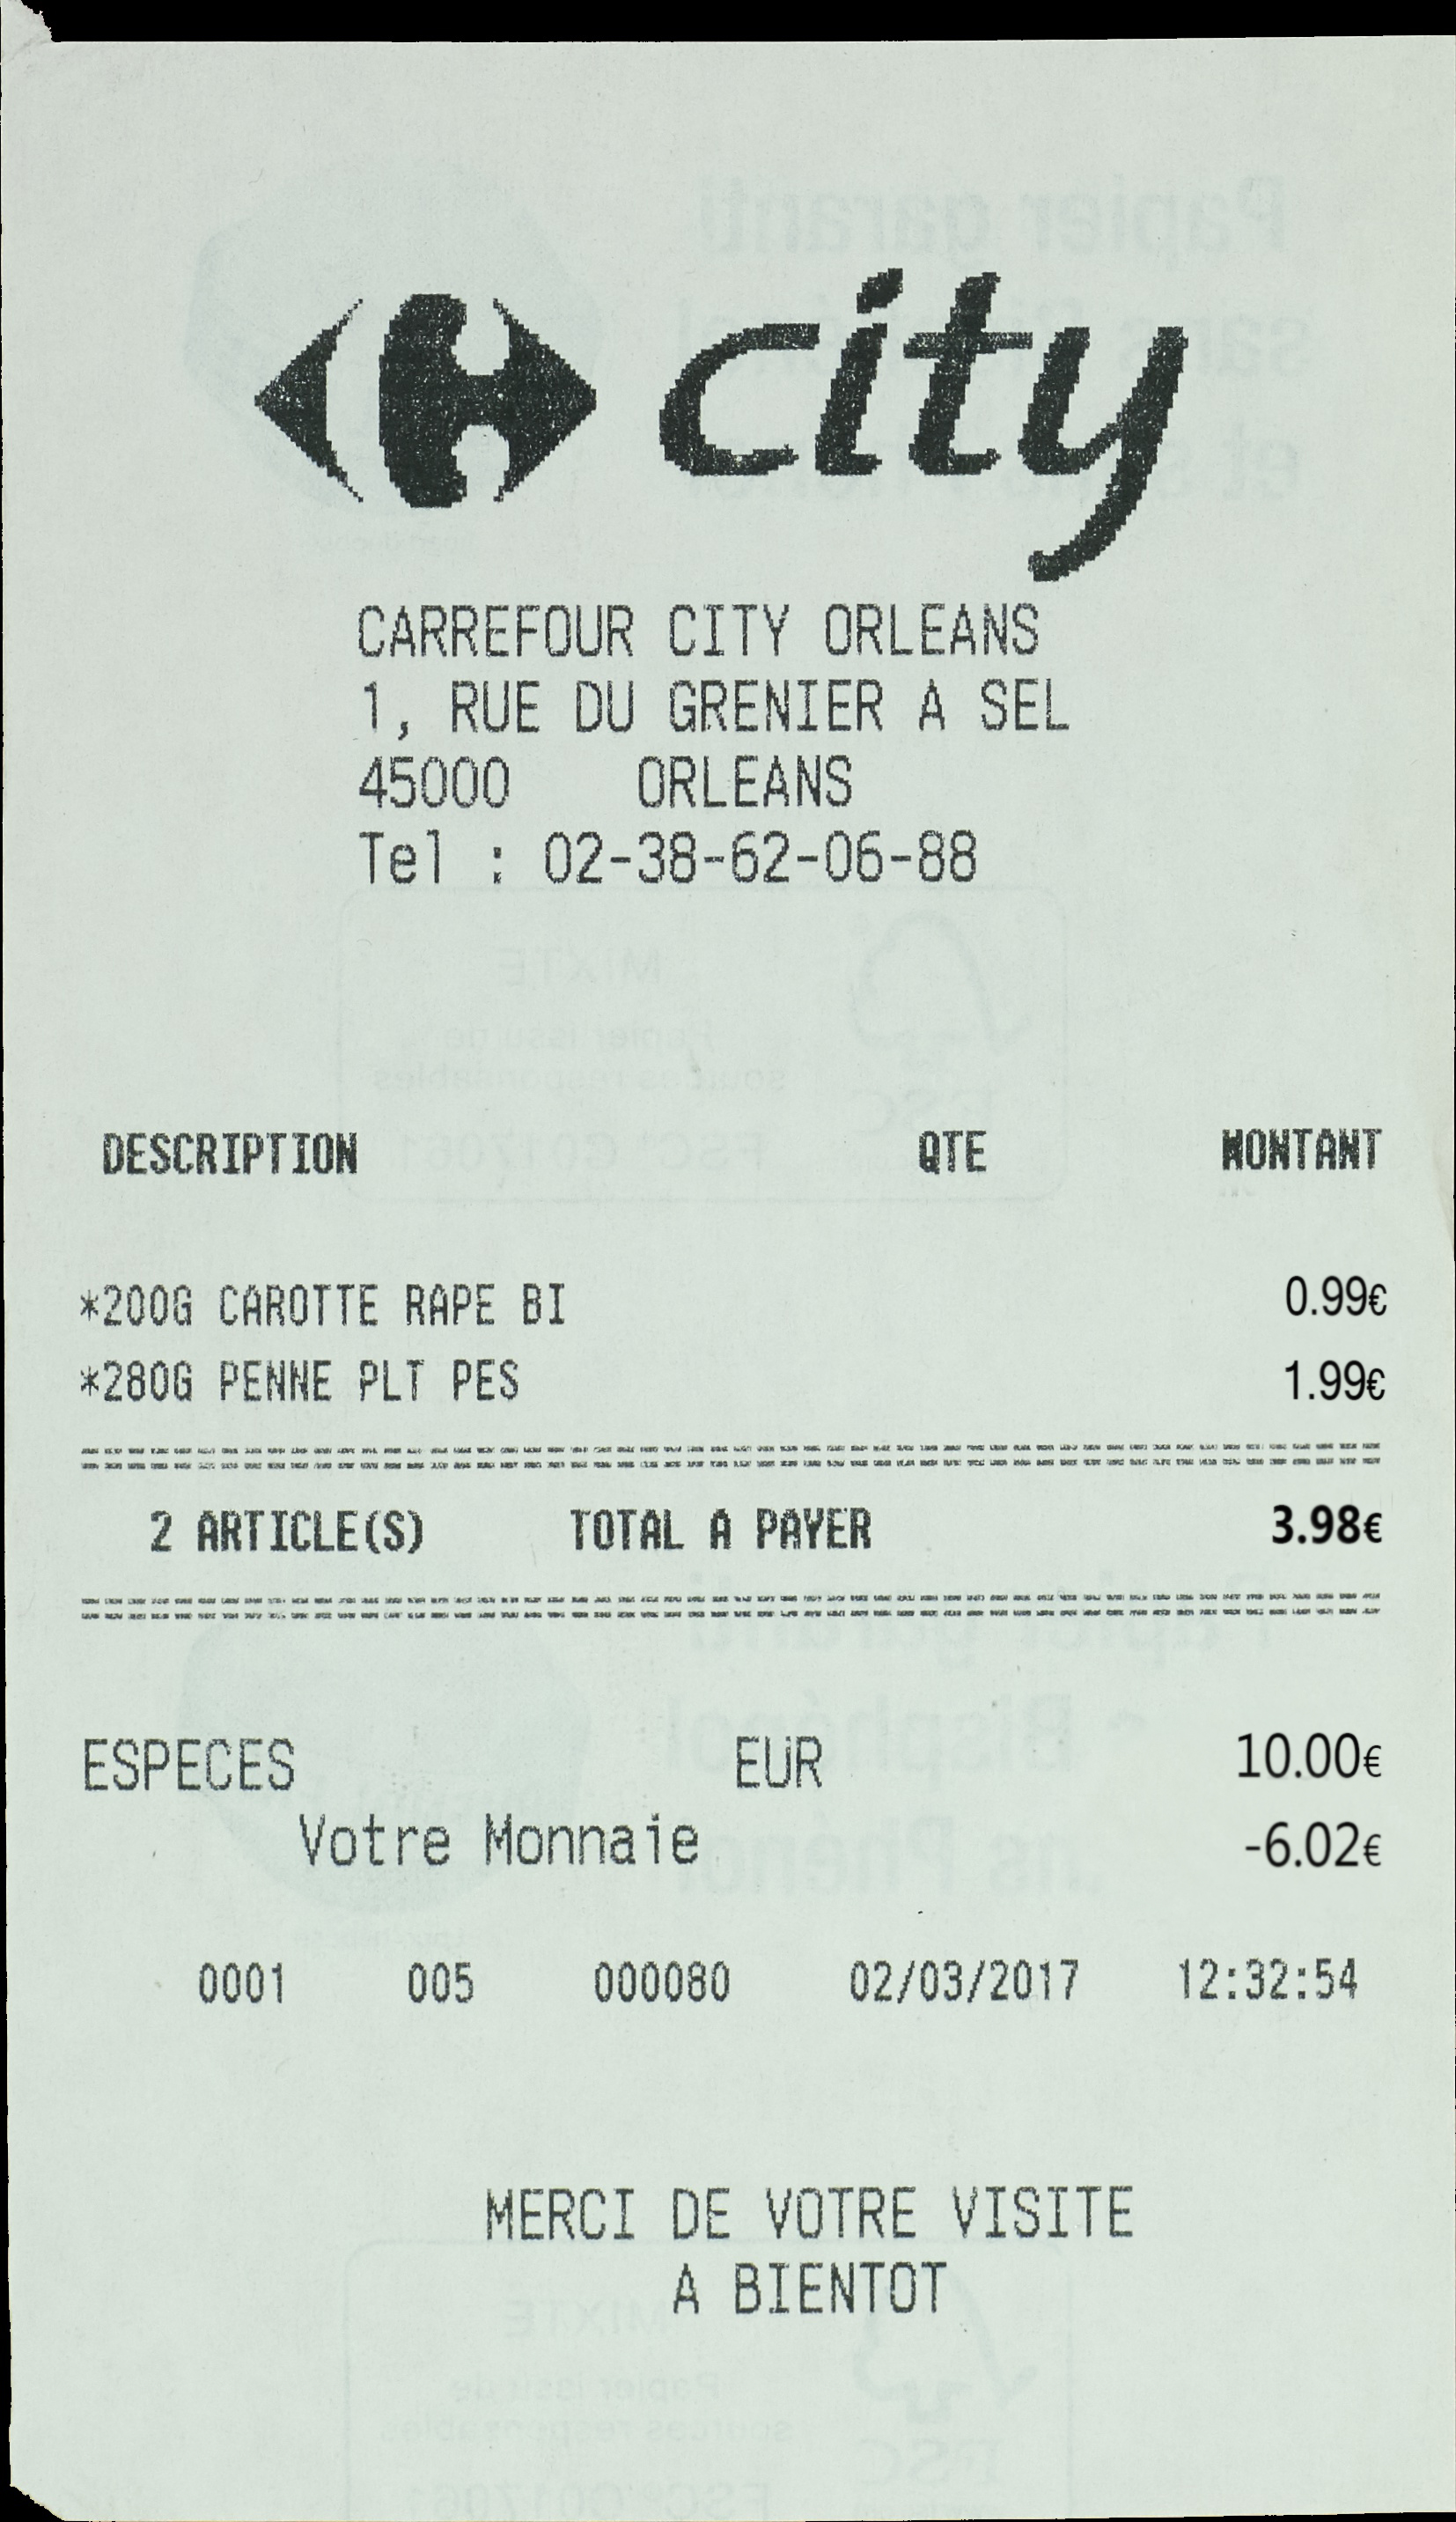 city
CARREFOUR CITY ORLEANS
1, RUE DU GRENIER A SEL
45000 ORLEANS
Tel : 02-38-62-06-88
DESCRIPTION QTE MONTANT
*200G CAROTTE RAPE BI 0.99€
*280G PENNE PLT PES 1.99€
2 ARTICLE(S) TOTAL A PAYER 3.98€
ESPECES EUR 10.00€
Votre Monnaie -6.02€
0001 005 000080 02/03/2017 12:32:54
MERCI DE VOTRE VISITE
A BIENTOT